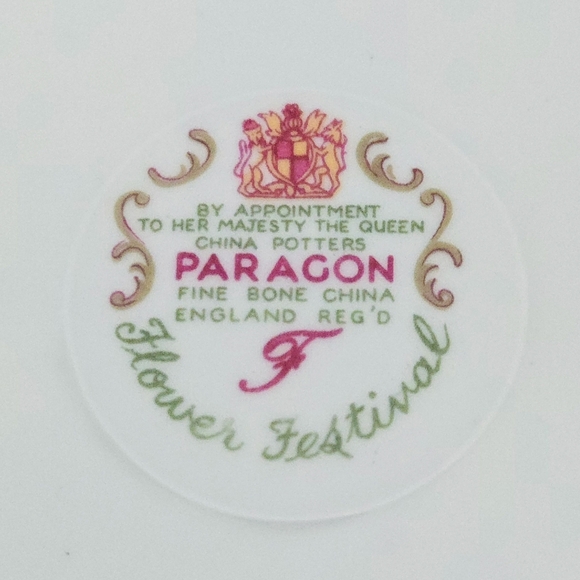 BY APPOINTMENT
TO HER MAJESTY THE QUEEN
CHINA POTTERS
PARAGON
FINE BONE CHINA
ENGLAND REG'D
F
Flower Festival